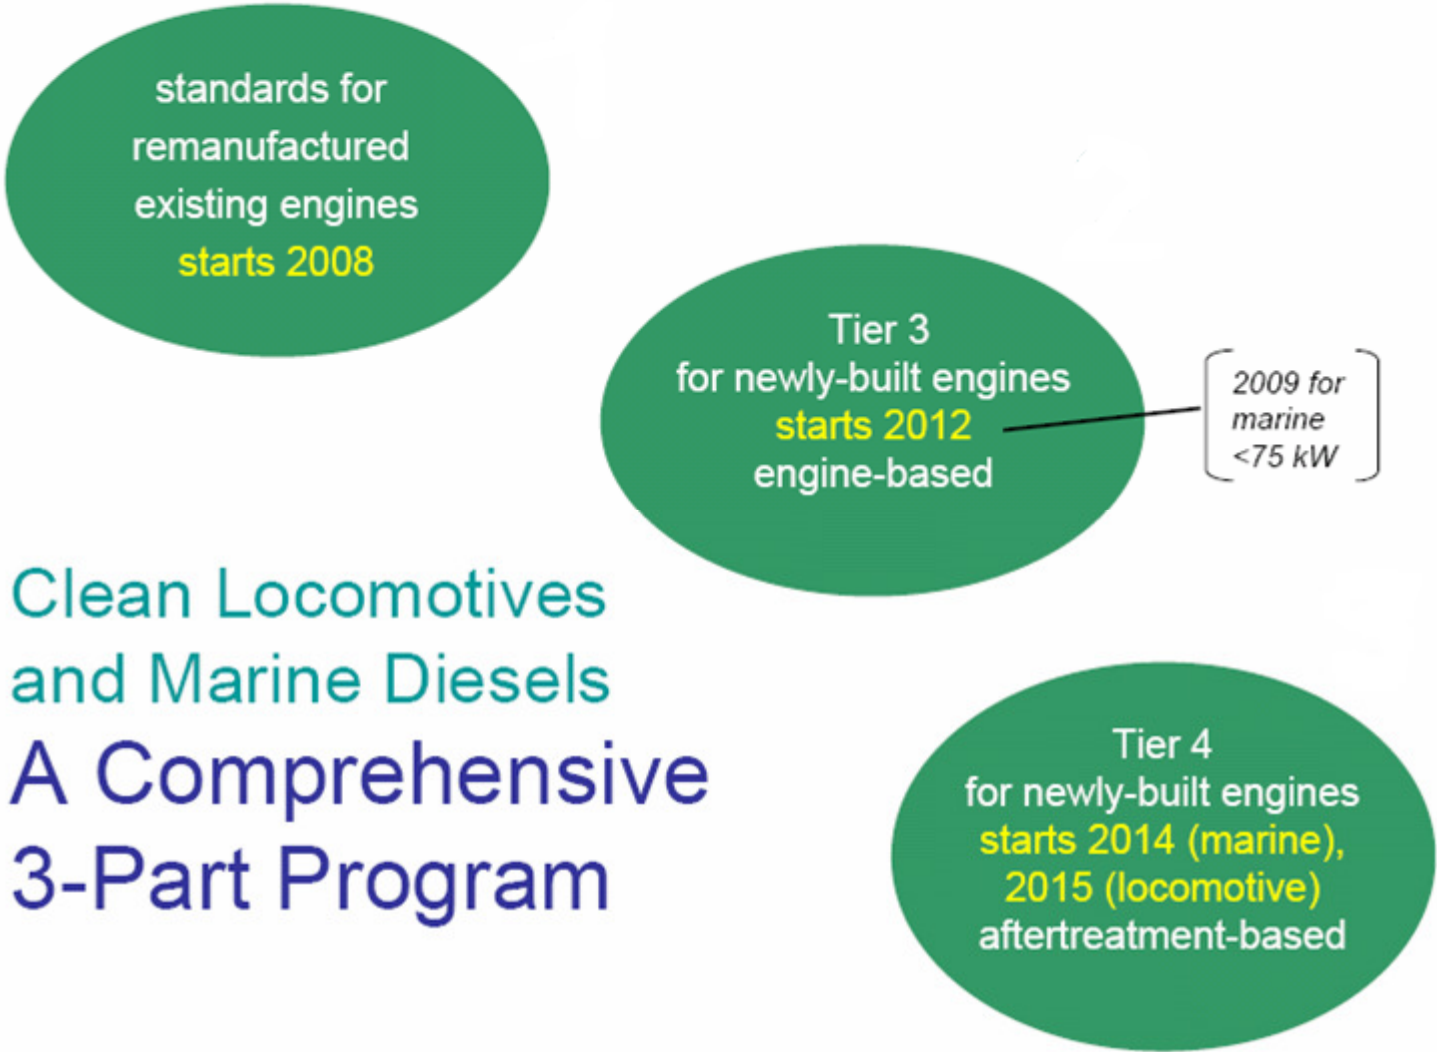 standards for
remanufactured
existing engines
starts 2008
Tier 3
for newly-built engines
starts 2012
engine-based
2009 for
marine
<75 kW
Clean Locomotives
and Marine Diesels
A Comprehensive
3-Part Program
Tier 4
for newly-built engines
starts 2014 (marine),
2015 (locomotive)
aftertreatment-based